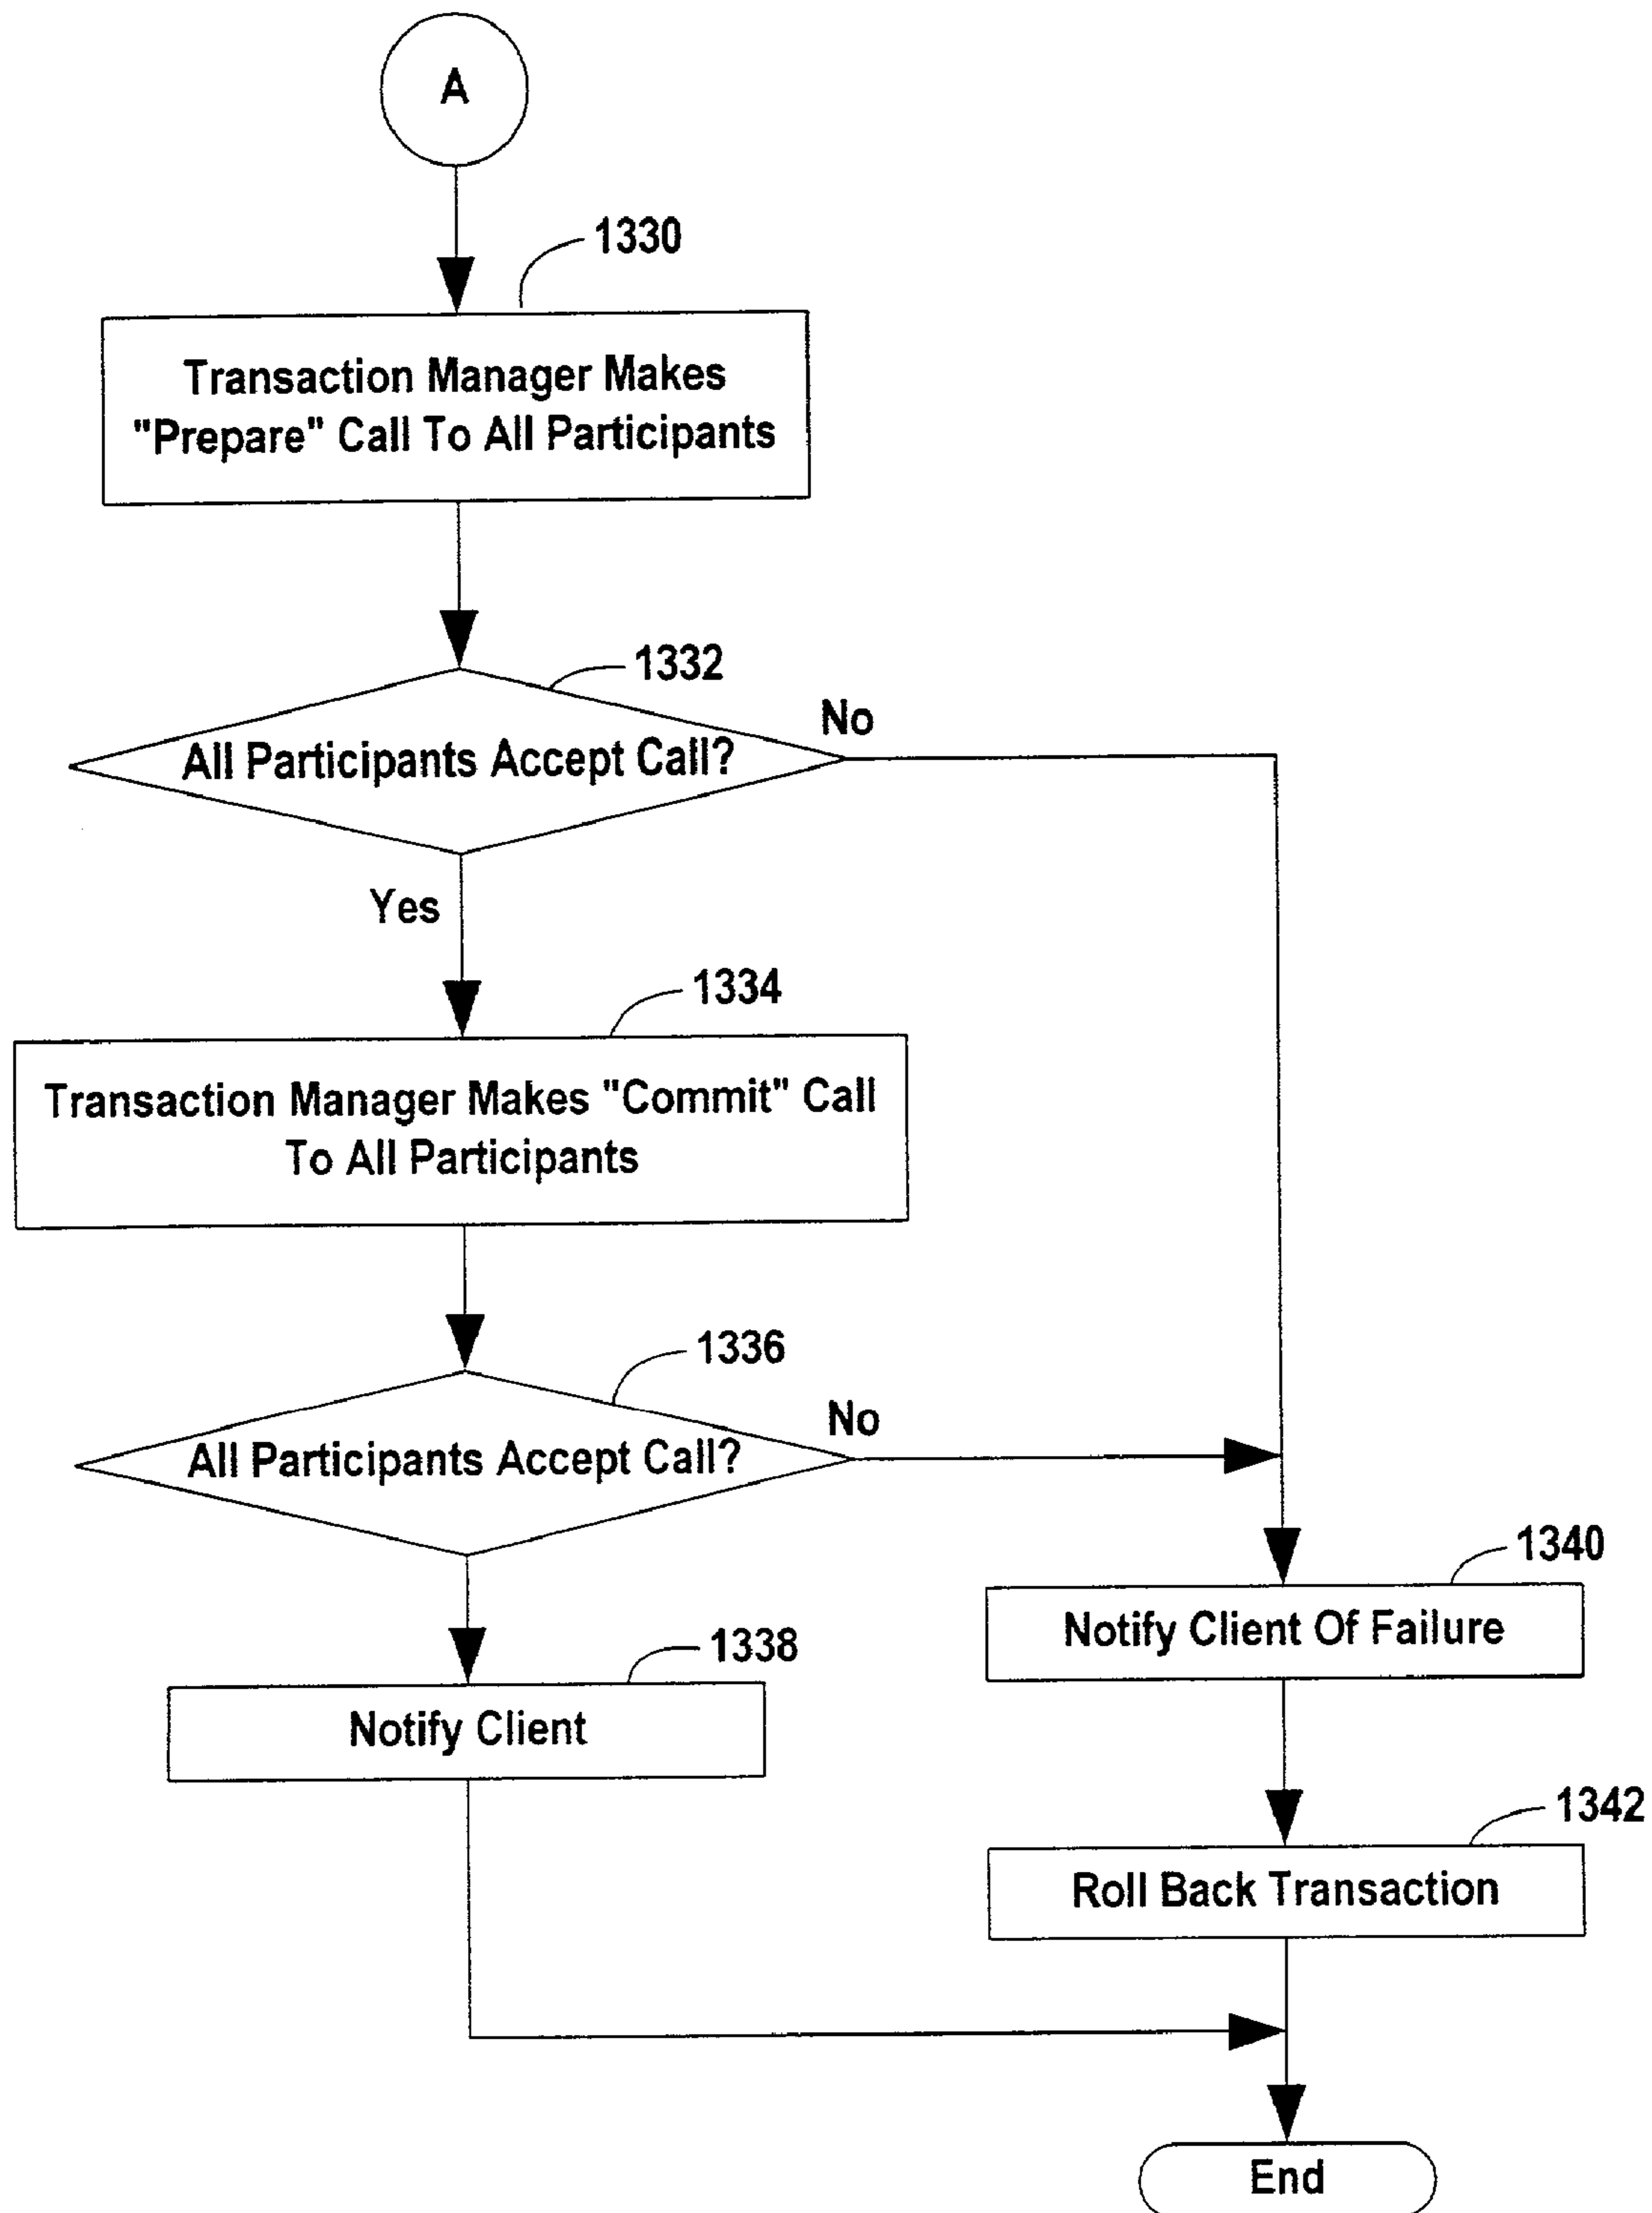 A
1330
Transaction Manager Makes
"Prepare" Call To All Participants
1332
No
All Participants Accept Call?
Yes
1334
Transaction Manager Makes "Commit" Call
To All Participants
1336
No
All Participants Accept Call?
1340
Notify Client Of Failure
1338
Notify Client
1342
Roll Back Transaction
End